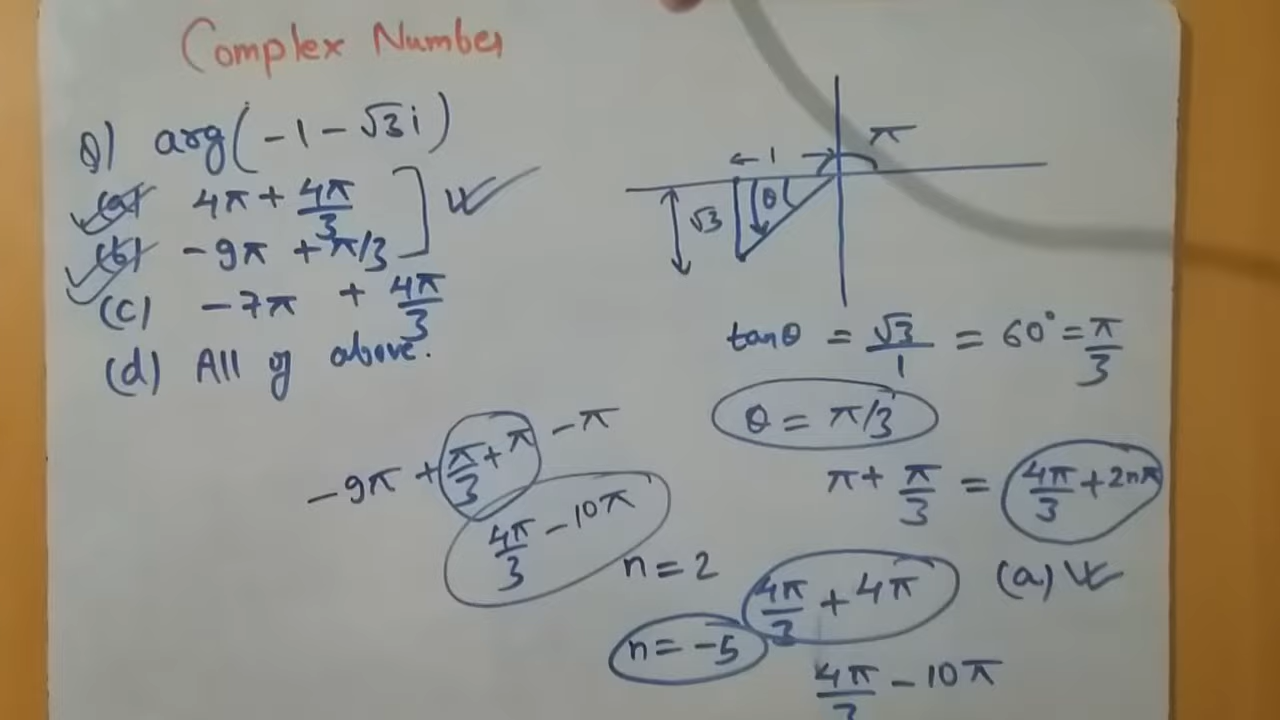 Complex Number
Q) arg(-1-√3i)
(a) 4π + 4π/3
(b) -9π + π/3
(c) -7π + 4π/3
(d) All of above.
π
1
√3
θ
tanθ = √3/1 = 60° = π/3
θ = π/3
π + π/3 = 4π/3 + 2nπ
-9π + π/3 + π - π
4π/3 - 10π
n = 2
4π/3 + 4π
(a)
n = -5
4π/3 - 10π